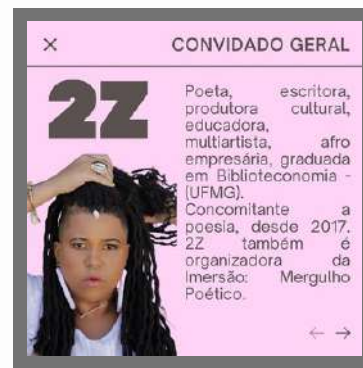 CONVIDADO GERAL
2Z
Poeta, escritora,
produtora cultural,
educadora,
multiartista, afro
empresária, graduada
em Biblioteconomia -
(UFMG).
Concomitante a
poesia, desde 2017.
2Z também é
organizadora da
Imersão: Mergulho
Poético.